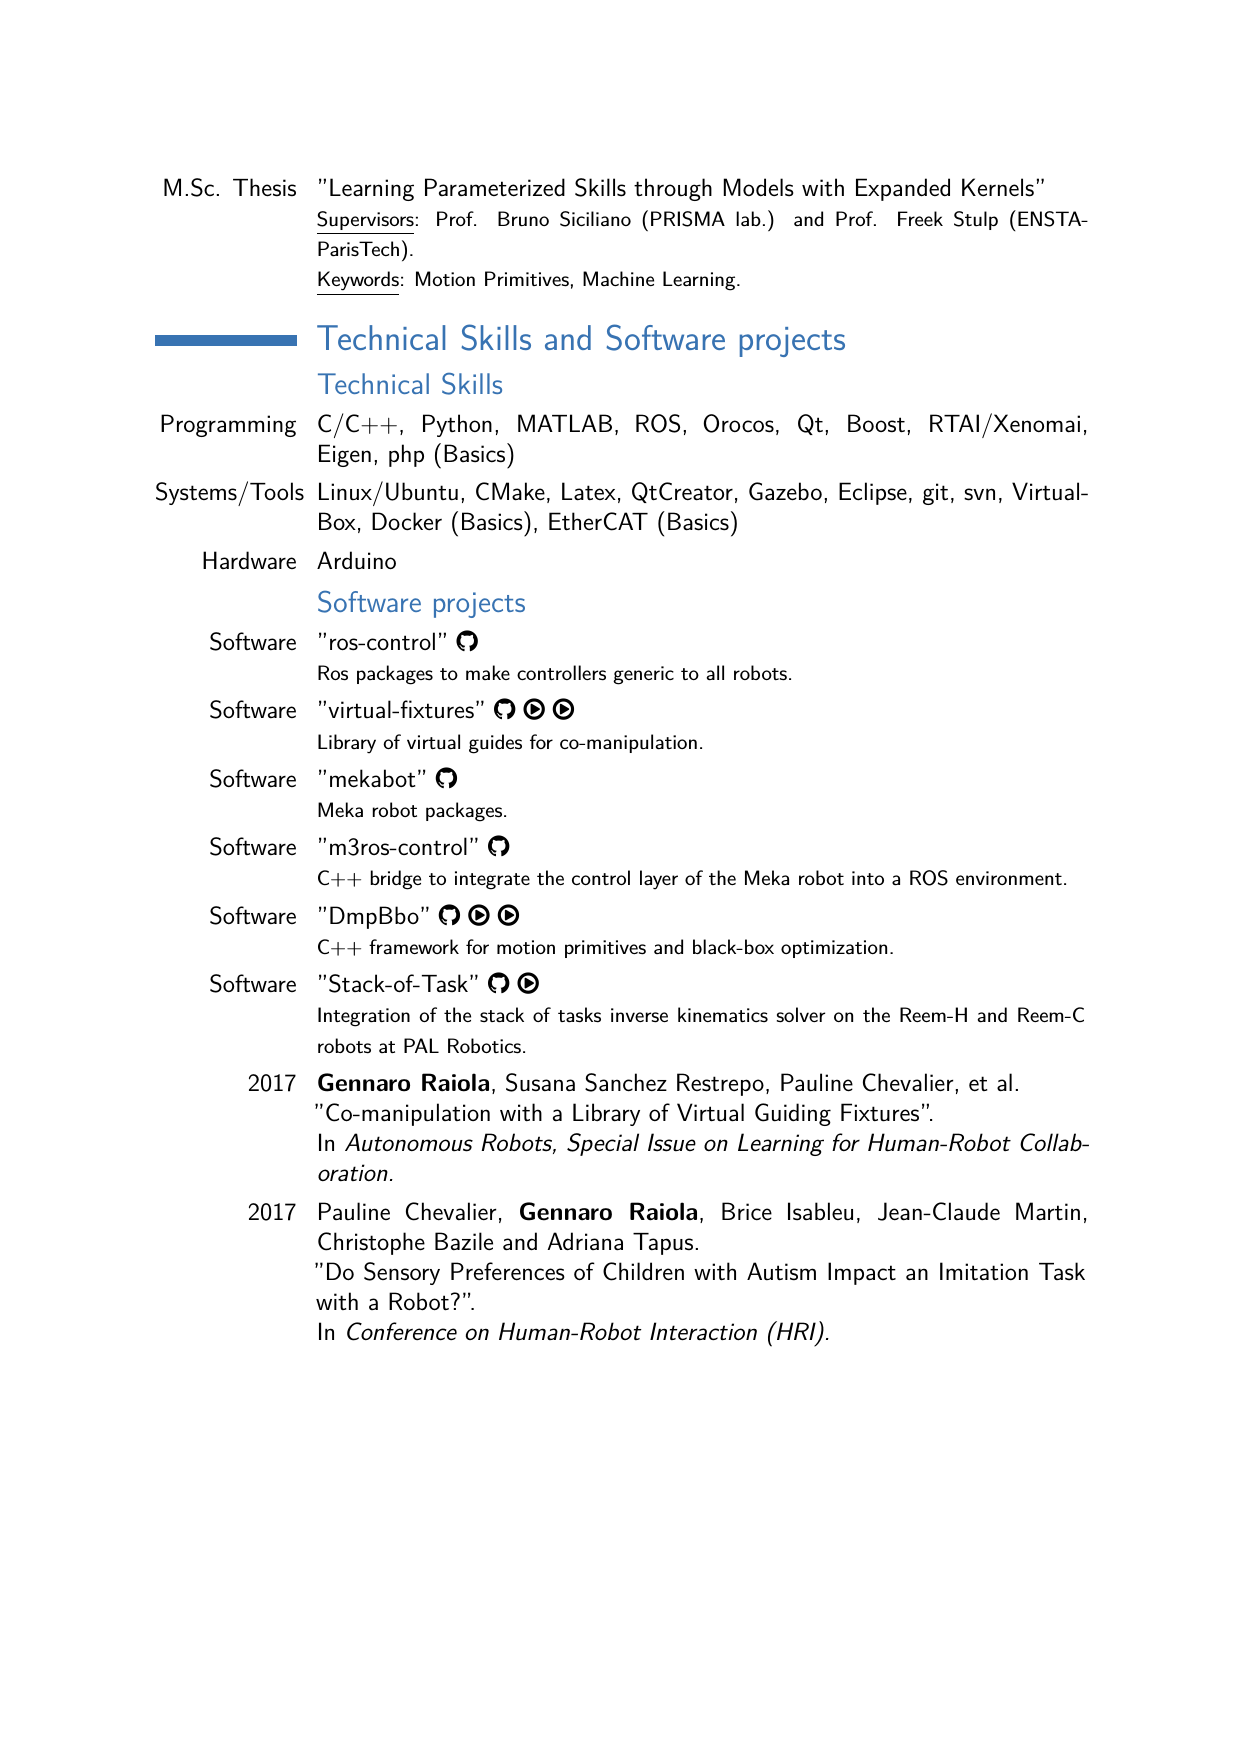 M.Sc. Thesis ”Learning Parameterized Skills through Models with Expanded Kernels”
Supervisors: Prof. Bruno Siciliano (PRISMA lab.) and Prof. Freek Stulp (ENSTA-
ParisTech).
Keywords: Motion Primitives, Machine Learning.
Technical Skills and Software projects
Technical Skills
Programming C/C++, Python, MATLAB, ROS, Orocos, Qt, Boost, RTAI/Xenomai,
Eigen, php (Basics)
Systems/Tools Linux/Ubuntu, CMake, Latex, QtCreator, Gazebo, Eclipse, git, svn, Virtual-
Box, Docker (Basics), EtherCAT (Basics)
Hardware Arduino
Software projects
Software ”ros-control”
Ros packages to make controllers generic to all robots.
Software ”virtual-fixtures”
Library of virtual guides for co-manipulation.
Software ”mekabot”
Meka robot packages.
Software ”m3ros-control”
C++ bridge to integrate the control layer of the Meka robot into a ROS environment.
Software ”DmpBbo”
C++ framework for motion primitives and black-box optimization.
Software ”Stack-of-Task”
Integration of the stack of tasks inverse kinematics solver on the Reem-H and Reem-C
robots at PAL Robotics.
2017 Gennaro Raiola, Susana Sanchez Restrepo, Pauline Chevalier, et al.
”Co-manipulation with a Library of Virtual Guiding Fixtures”.
In Autonomous Robots, Special Issue on Learning for Human-Robot Collab-
oration.
2017 Pauline Chevalier, Gennaro Raiola, Brice Isableu, Jean-Claude Martin,
Christophe Bazile and Adriana Tapus.
”Do Sensory Preferences of Children with Autism Impact an Imitation Task
with a Robot?”.
In Conference on Human-Robot Interaction (HRI).